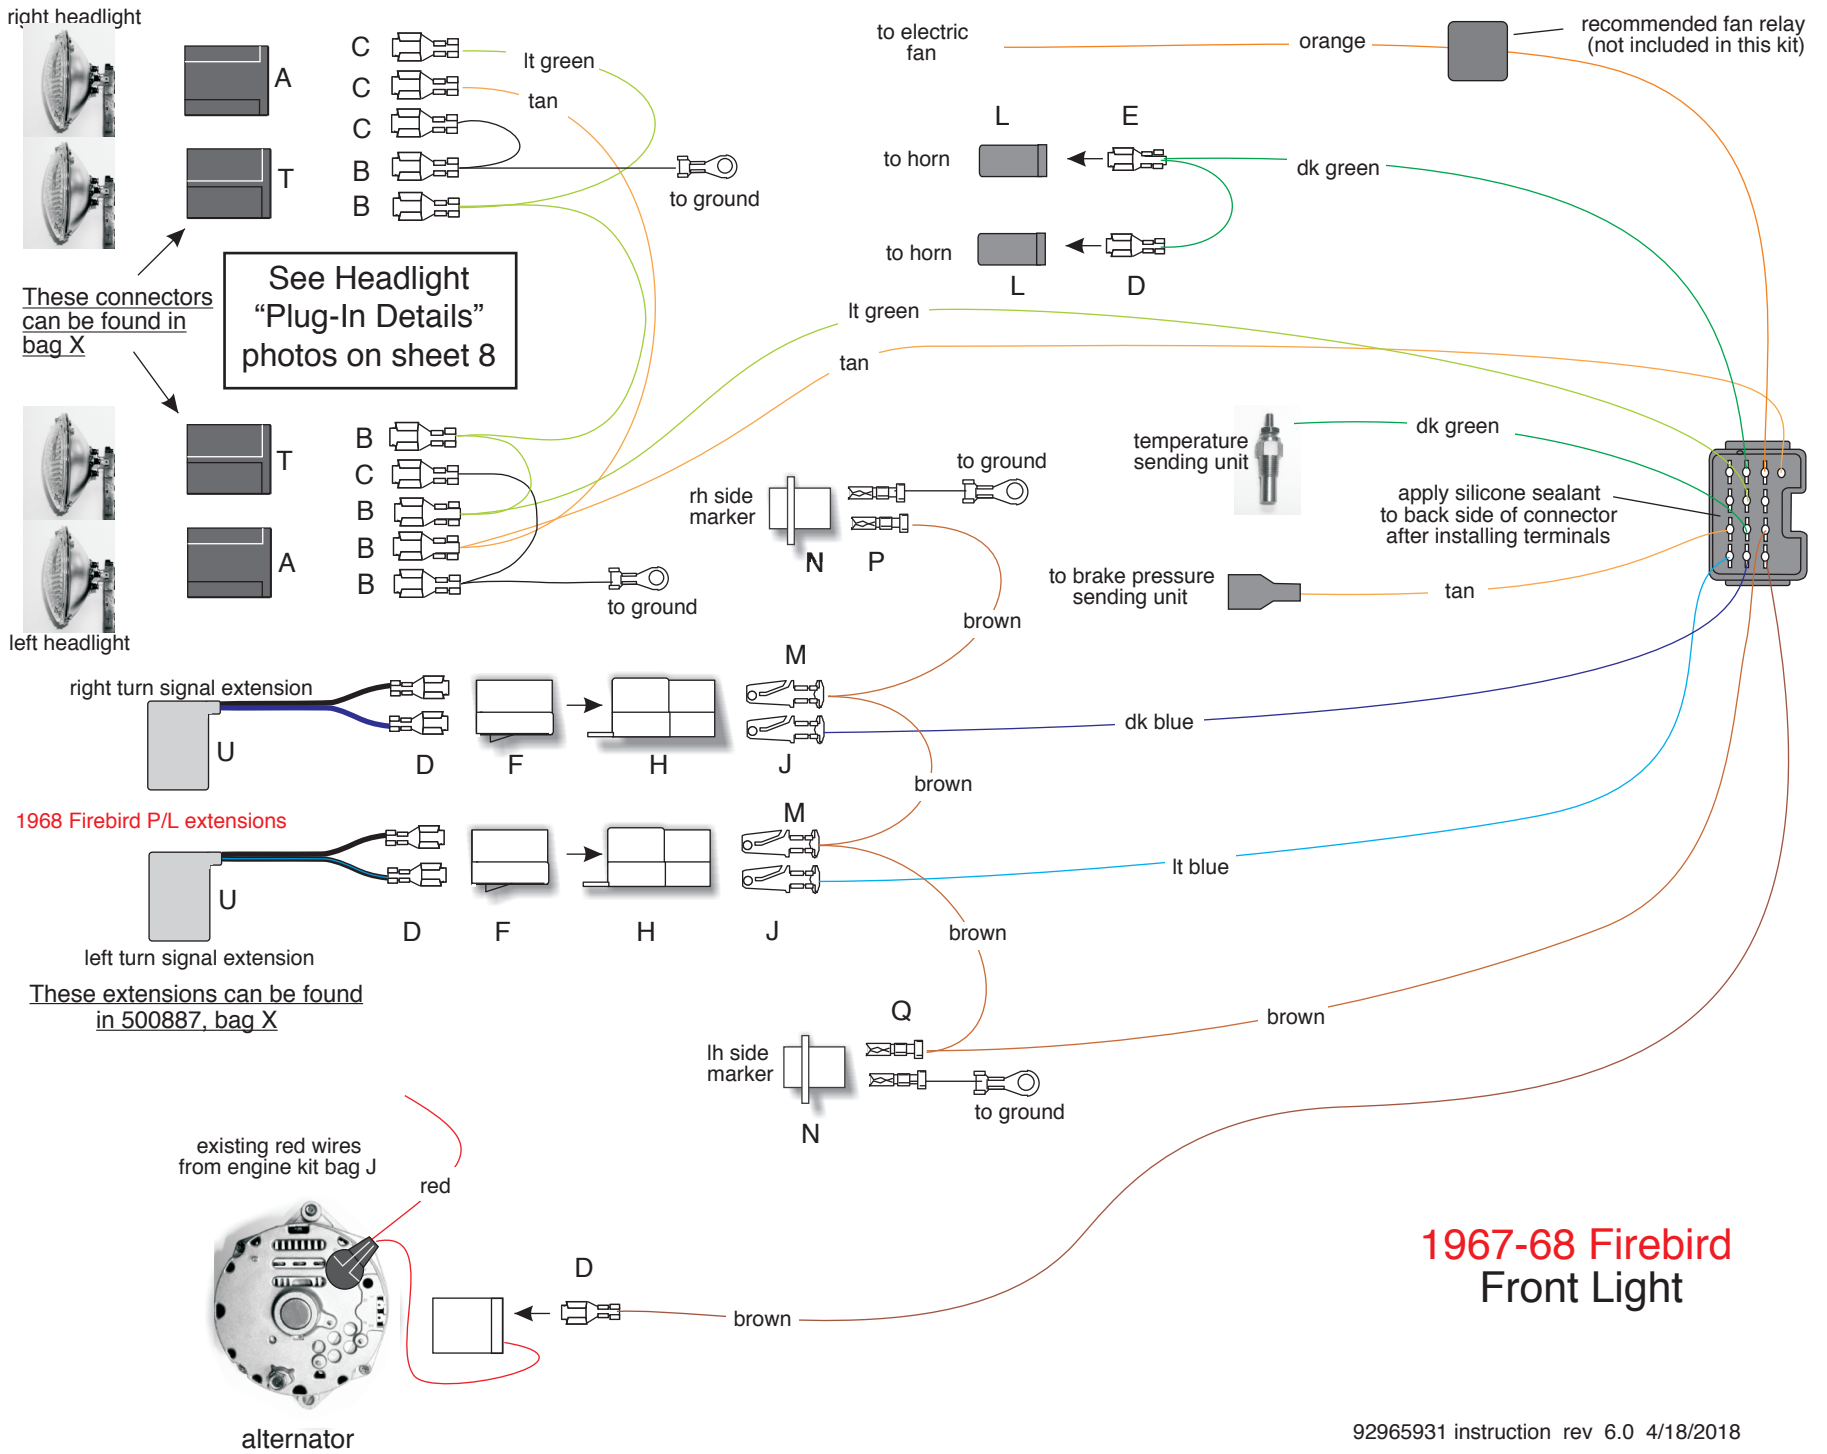 right headlight
A
T
C
C
C
B
B
lt green
tan
to ground
These connectors
can be found in
bag X
See Headlight
“Plug-In Details”
photos on sheet 8
T
A
B
C
B
B
B
to ground
left headlight
to electric
fan
orange
recommended fan relay
(not included in this kit)
L
E
to horn
dk green
to horn
L
D
lt green
tan
temperature
sending unit
dk green
apply silicone sealant
to back side of connector
after installing terminals
to brake pressure
sending unit
tan
rh side
marker
N
P
to ground
brown
right turn signal extension
U
D
F
H
M
J
dk blue
brown
1968 Firebird P/L extensions
U
D
F
H
M
J
lt blue
brown
left turn signal extension
These extensions can be found
in 500887, bag X
lh side
marker
N
Q
to ground
brown
existing red wires
from engine kit bag J
red
D
brown
alternator
1967-68 Firebird
Front Light
92965931 instruction rev 6.0 4/18/2018